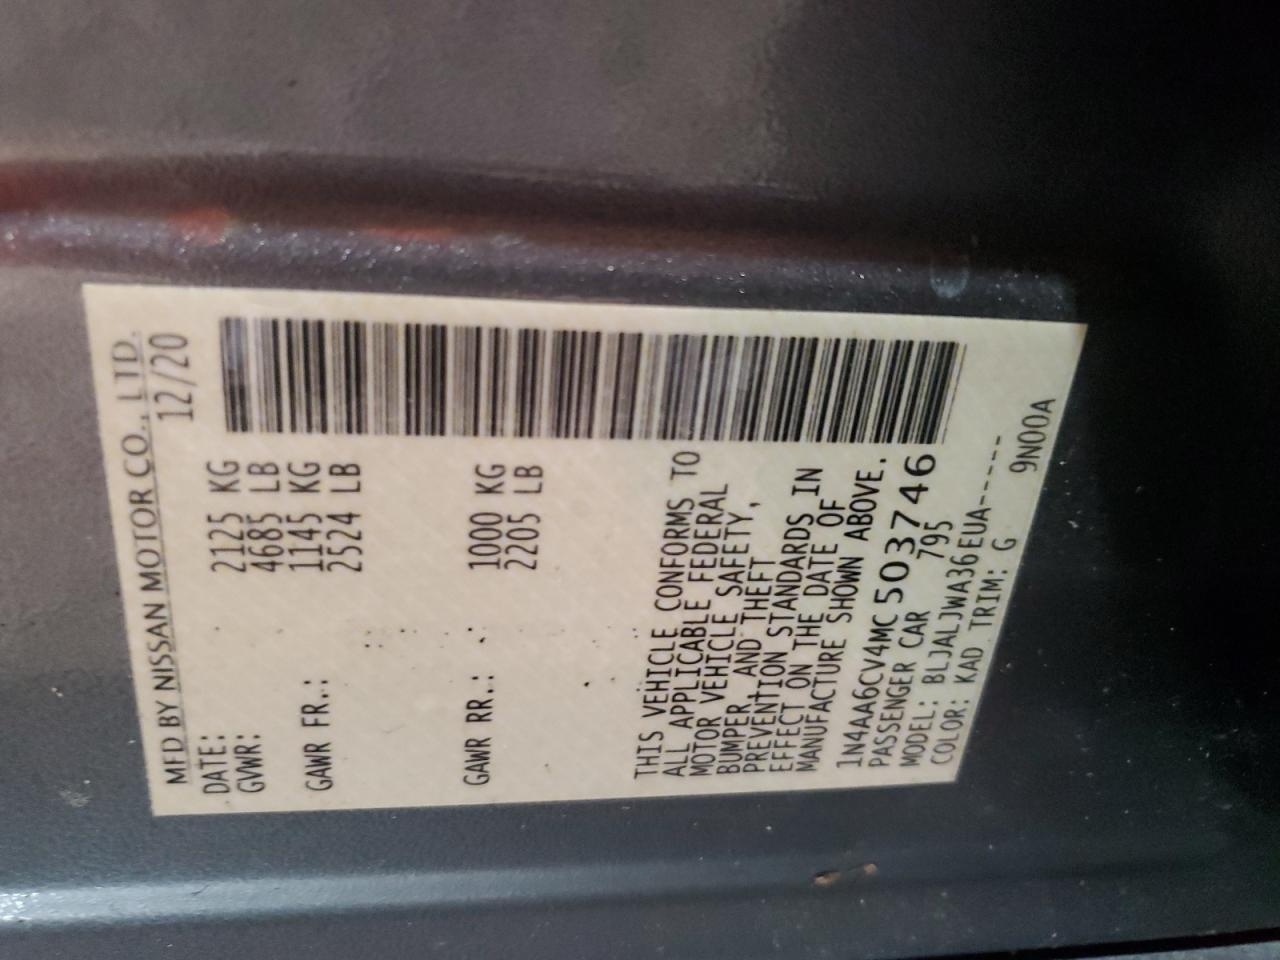 MFD BY NISSAN MOTOR CO., LTD.
DATE: 12/20
GVWR: 2125 KG
4685 LB
GAWR FR.: 1145 KG
2524 LB
GAWR RR.: 1000 KG
2205 LB
THIS VEHICLE CONFORMS TO
ALL APPLICABLE FEDERAL
MOTOR VEHICLE SAFETY,
BUMPER, AND THEFT
PREVENTION STANDARDS IN
EFFECT ON THE DATE OF
MANUFACTURE SHOWN ABOVE.
1N4AA6CV4MC503746
PASSENGER CAR 795
MODEL: BLJALJWA36EUA------
COLOR: KAD TRIM: G 9N00A